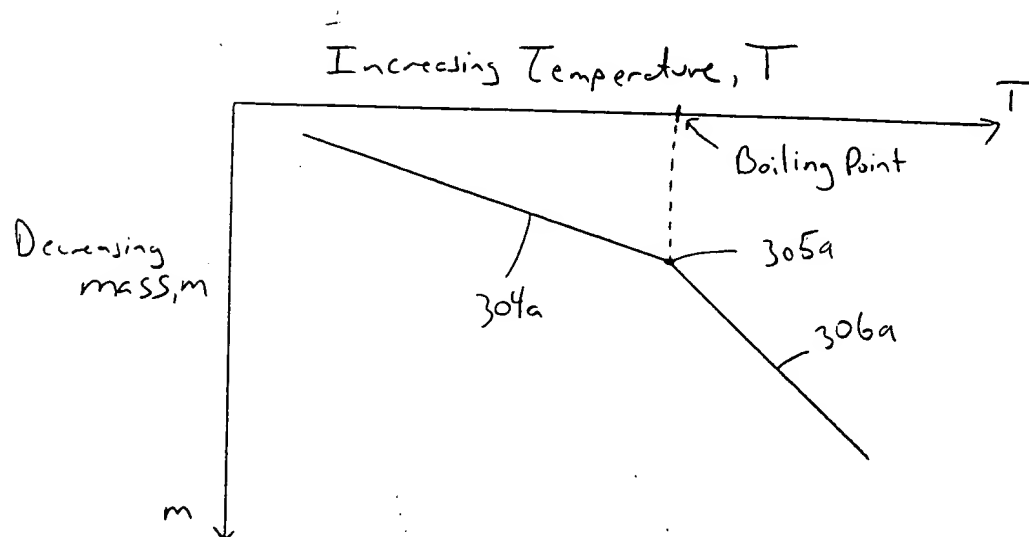 Increasing Temperature, T
T
Boiling Point
Decreasing
mass, m
305a
304a
306a
m